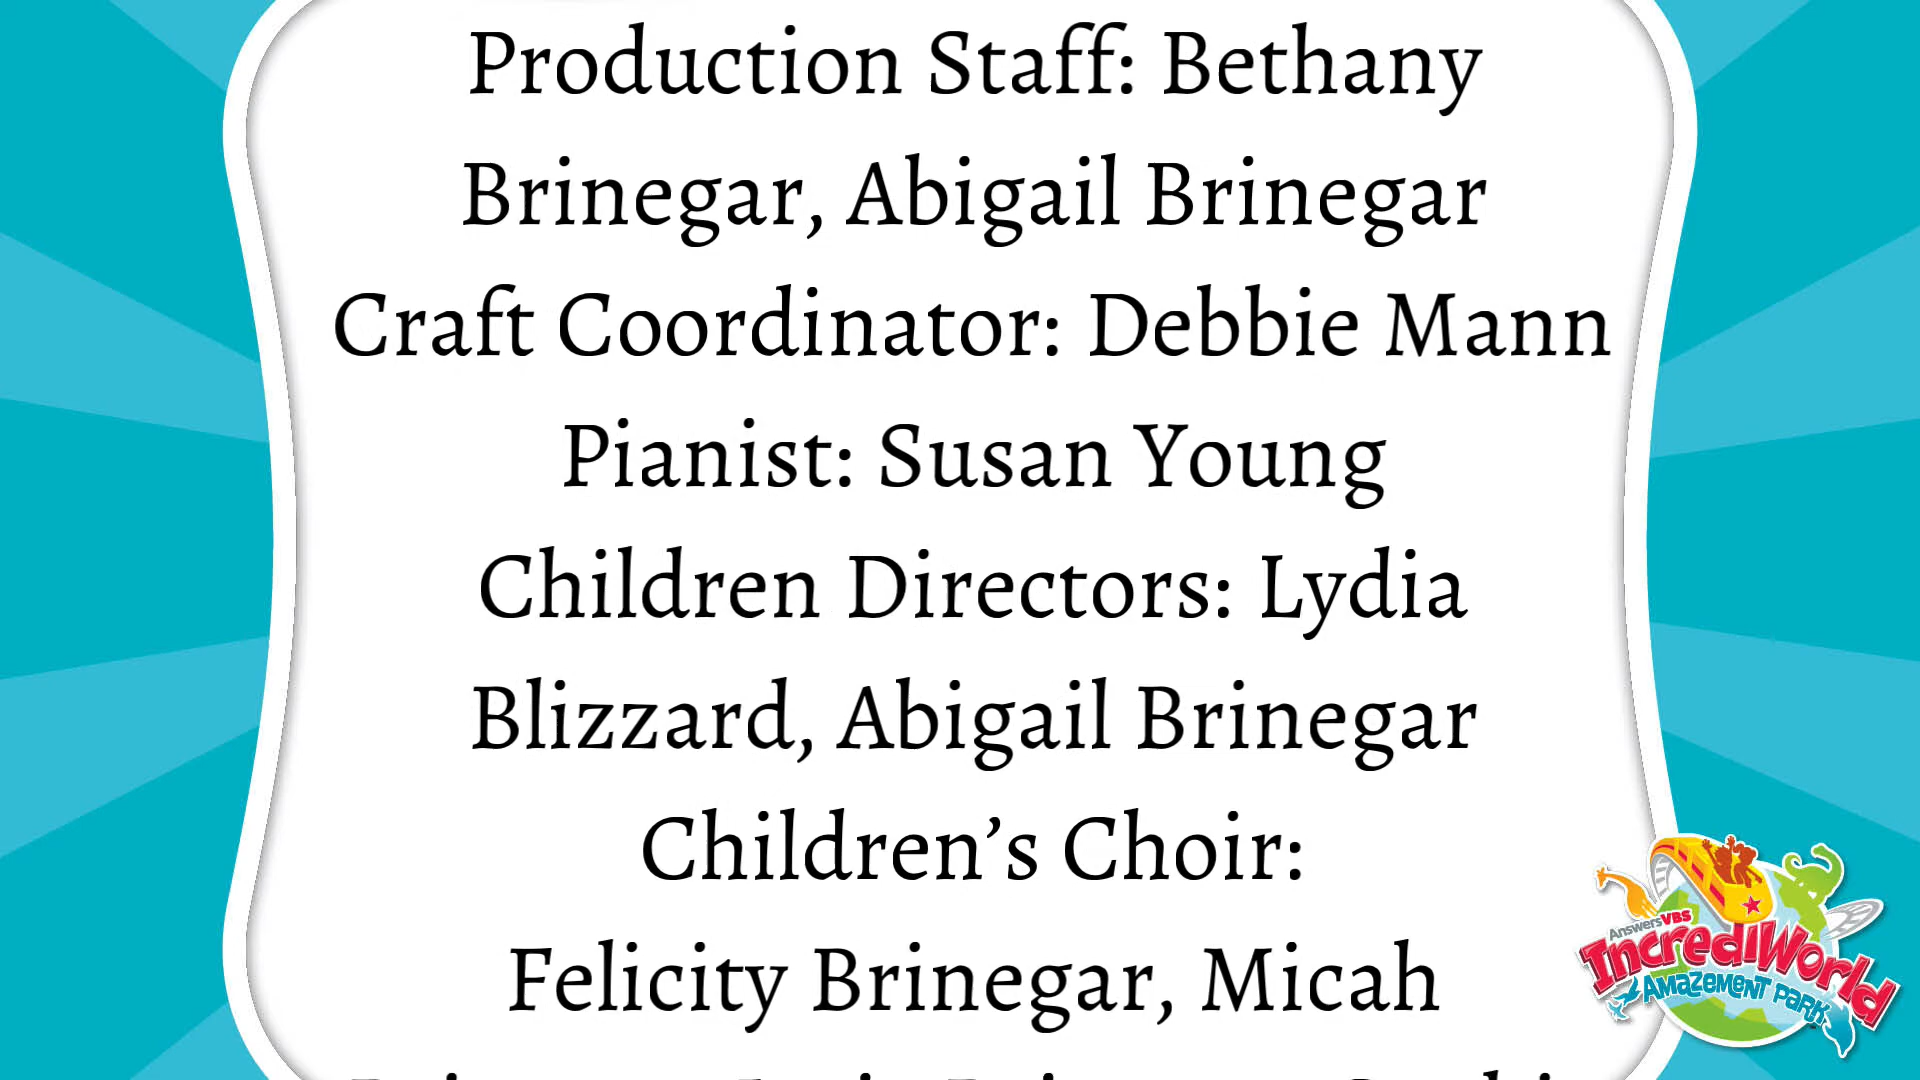 Production Staff: Bethany
Brinegar, Abigail Brinegar
Craft Coordinator: Debbie Mann
Pianist: Susan Young
Children Directors: Lydia
Blizzard, Abigail Brinegar
Children’s Choir:
Felicity Brinegar, Micah
AnswersVBS
IncrediWorld
Amazement Park